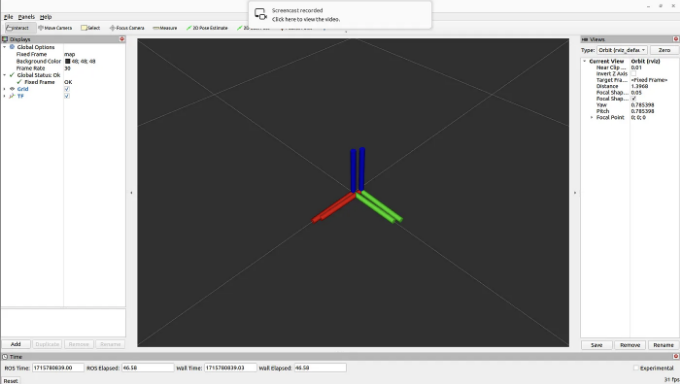 Screencast recorded
Click here to view the video.
File Panels Help
Interact Move Camera Select Focus Camera Measure 2D Pose Estimate
Displays
Global Options
Fixed Frame map
Background Color 48; 48; 48
Frame Rate 30
Global Status: Ok
Fixed Frame OK
Grid
TF
Add Duplicate Remove Rename
Views
Type: Orbit (rviz_defau Zero
Current View Orbit (rviz)
Near Clip ... 0.01
Invert Z Axis
Target Fra... <Fixed Frame>
Distance 1.3968
Focal Shap... 0.05
Focal Shap...
Yaw 0.785398
Pitch 0.785398
Focal Point 0; 0; 0
Save Remove Rename
Time
ROS Time: 1715780839.00 ROS Elapsed: 46.58 Wall Time: 1715780839.03 Wall Elapsed: 46.58 Experimental
Reset 31 fps